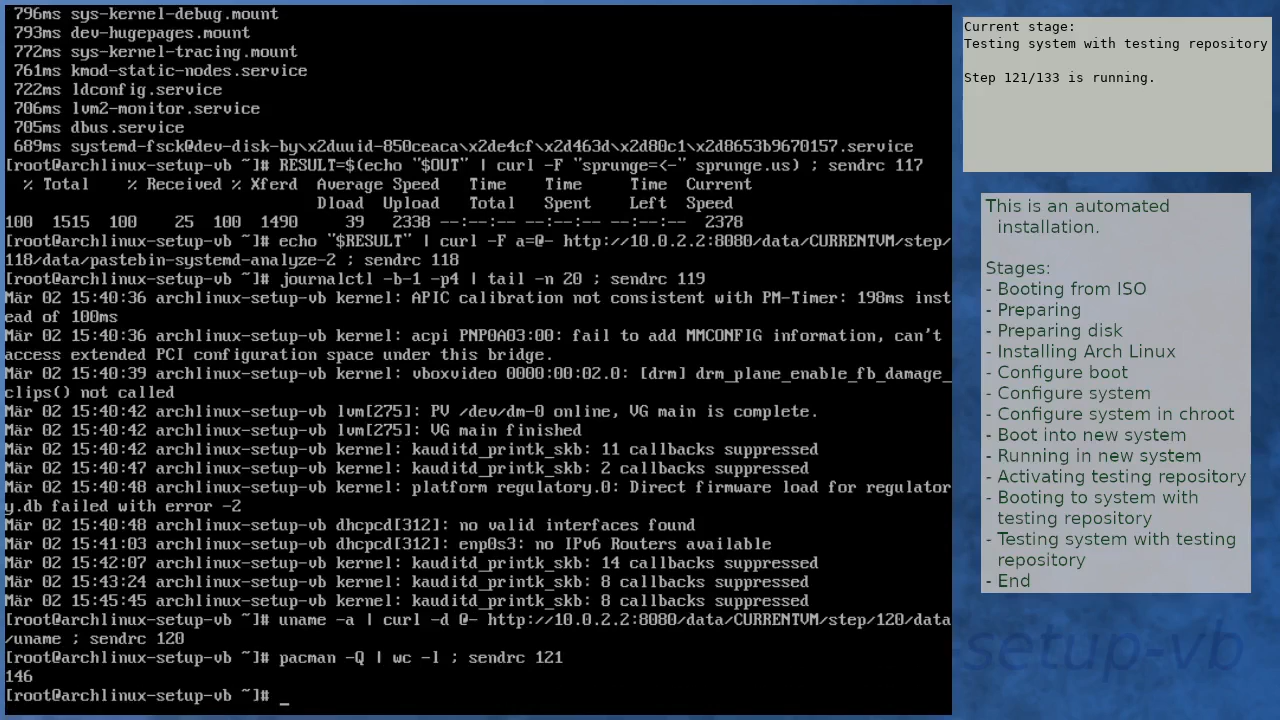 796ms sys-kernel-debug.mount
793ms dev-hugepages.mount
772ms sys-kernel-tracing.mount
761ms kmod-static-nodes.service
722ms ldconfig.service
706ms lvm2-monitor.service
705ms dbus.service
689ms systemd-fsck@dev-disk-by\x2duuid-850ceaca\x2de4cf\x2d463d\x2d80c1\x2d8653b9670157.service
[root@archlinux-setup-vb ~]# RESULT=$(echo "$OUT" | curl -F "sprunge=<-" sprunge.us) ; sendrc 117
% Total    % Received % Xferd  Average Speed   Time    Time     Time  Current
Dload  Upload   Total   Spent    Left  Speed
100  1515  100    25  100  1490     39   2338 --:--:-- --:--:-- --:--:--  2378
[root@archlinux-setup-vb ~]# echo "$RESULT" | curl -F a=@- http://10.0.2.2:8080/data/CURRENTVM/step/
118/data/pastebin-systemd-analyze-2 ; sendrc 118
[root@archlinux-setup-vb ~]# journalctl -b-1 -p4 | tail -n 20 ; sendrc 119
Mär 02 15:40:36 archlinux-setup-vb kernel: APIC calibration not consistent with PM-Timer: 198ms inst
ead of 100ms
Mär 02 15:40:36 archlinux-setup-vb kernel: acpi PNP0A03:00: fail to add MMCONFIG information, can't
access extended PCI configuration space under this bridge.
Mär 02 15:40:39 archlinux-setup-vb kernel: vboxvideo 0000:00:02.0: [drm] drm_plane_enable_fb_damage_
clips() not called
Mär 02 15:40:42 archlinux-setup-vb lvm[275]: PV /dev/dm-0 online, VG main is complete.
Mär 02 15:40:42 archlinux-setup-vb lvm[275]: VG main finished
Mär 02 15:40:42 archlinux-setup-vb kernel: kauditd_printk_skb: 11 callbacks suppressed
Mär 02 15:40:47 archlinux-setup-vb kernel: kauditd_printk_skb: 2 callbacks suppressed
Mär 02 15:40:48 archlinux-setup-vb kernel: platform regulatory.0: Direct firmware load for regulator
y.db failed with error -2
Mär 02 15:40:48 archlinux-setup-vb dhcpcd[312]: no valid interfaces found
Mär 02 15:41:03 archlinux-setup-vb dhcpcd[312]: enp0s3: no IPv6 Routers available
Mär 02 15:42:07 archlinux-setup-vb kernel: kauditd_printk_skb: 14 callbacks suppressed
Mär 02 15:43:24 archlinux-setup-vb kernel: kauditd_printk_skb: 8 callbacks suppressed
Mär 02 15:45:45 archlinux-setup-vb kernel: kauditd_printk_skb: 8 callbacks suppressed
[root@archlinux-setup-vb ~]# uname -a | curl -d @- http://10.0.2.2:8080/data/CURRENTVM/step/120/data
/uname ; sendrc 120
[root@archlinux-setup-vb ~]# pacman -Q | wc -l ; sendrc 121
146
[root@archlinux-setup-vb ~]# _
Current stage:
Testing system with testing repository
Step 121/133 is running.
This is an automated
installation.
Stages:
- Booting from ISO
- Preparing
- Preparing disk
- Installing Arch Linux
- Configure boot
- Configure system
- Configure system in chroot
- Boot into new system
- Running in new system
- Activating testing repository
- Booting to system with
testing repository
- Testing system with testing
repository
- End
-setup-vb